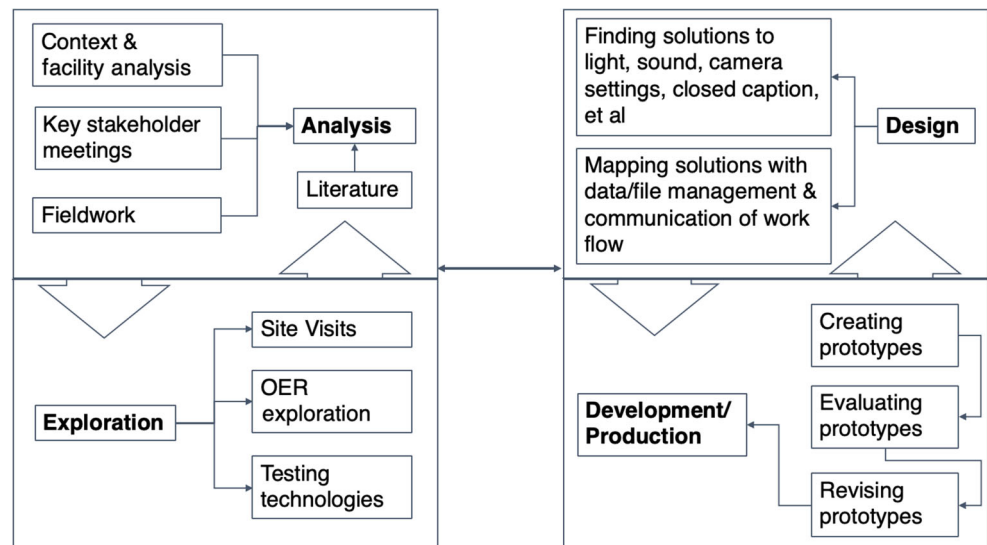 Context &
facility analysis
Key stakeholder
meetings
Fieldwork
Analysis
Literature
Finding solutions to
light, sound, camera
settings, closed caption,
et al
Mapping solutions with
data/file management &
communication of work
flow
Design
Exploration
Site Visits
OER
exploration
Testing
technologies
Development/
Production
Creating
prototypes
Evaluating
prototypes
Revising
prototypes